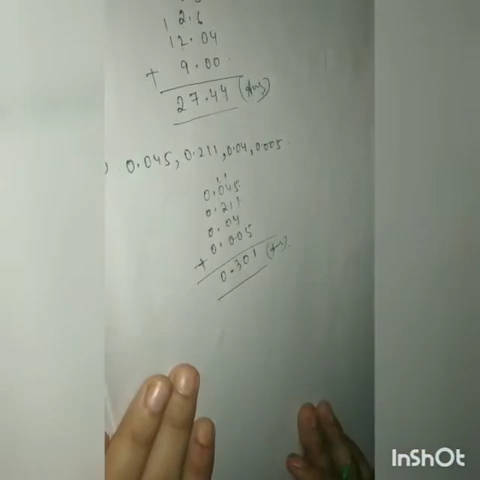 12.6
12.04
+ 9.00
27.44 (Ans)
) 0.045, 0.211, 0.04, 0.005.
11
0.045
0.211
0.04
+ 0.005
0.301 (Ans)
InShOt